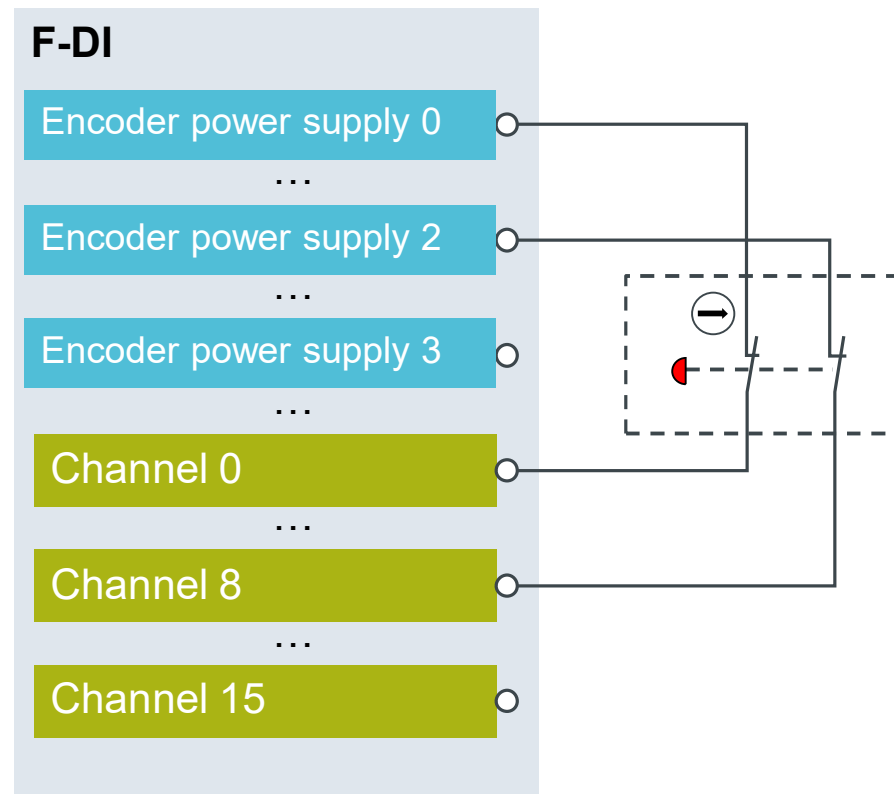 F-DI
Encoder power supply 0
...
Encoder power supply 2
...
Encoder power supply 3
...
Channel 0
...
Channel 8
...
Channel 15